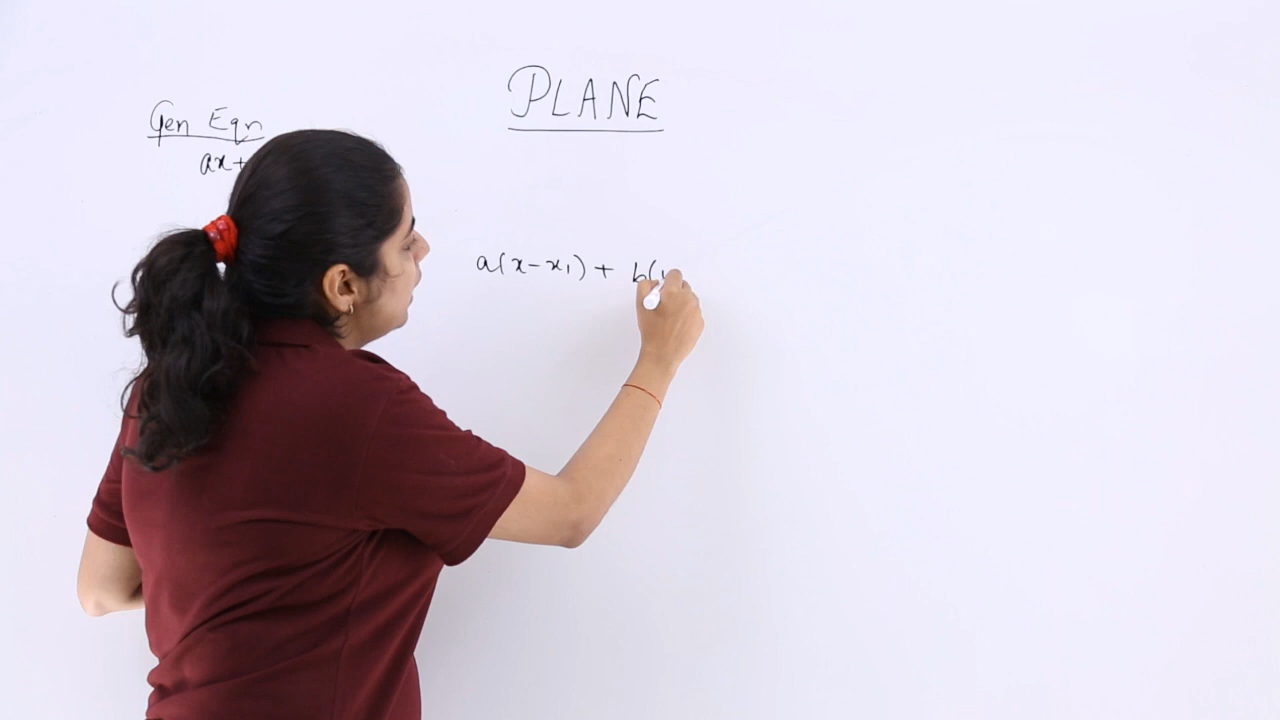 PLANE
Gen Eqn
ax+
a(x-x₁) + b(